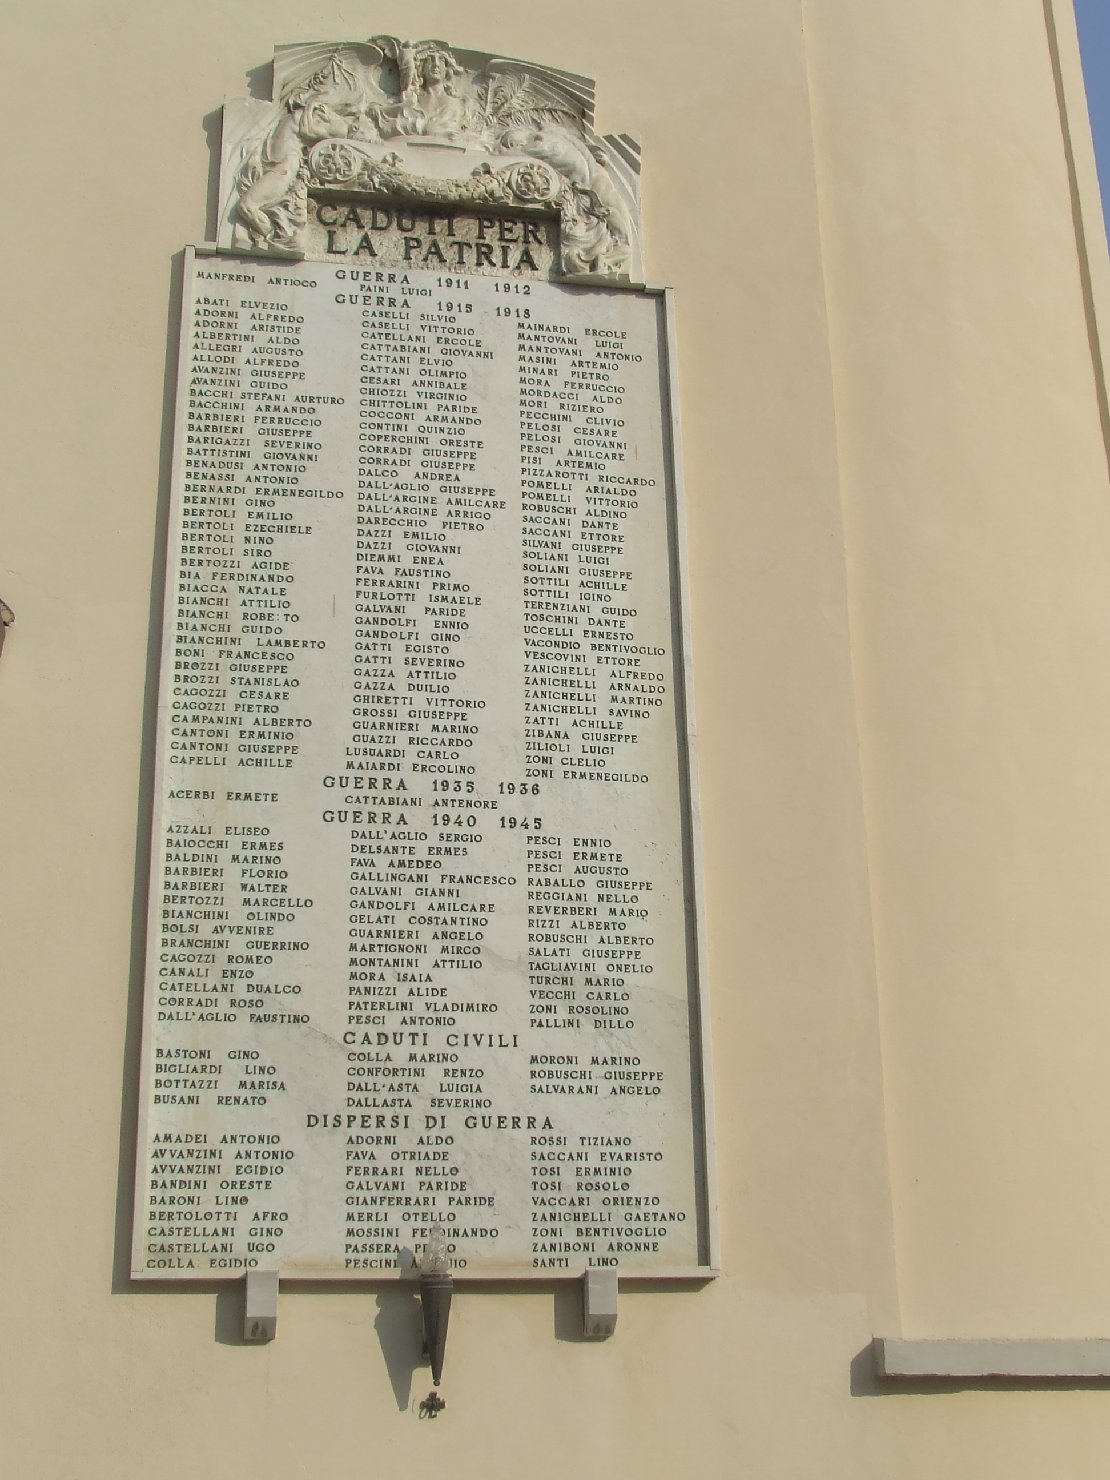 CADUTI PER
LA PATRIA
GUERRA 1911 1912
MANFREDI ANTIOCO
PAINI LUIGI
GUERRA 1915 1918
ABATI ELVEZIO
ADORNI ALFREDO
ADORNI ARISTIDE
ALBERTINI ALDO
ALLEGRI AUGUSTO
ALLODI ALFREDO
AVANZINI GIUSEPPE
AVANZINI GUIDO
BACCHI STEFANI AURTURO
BACCHINI ARMANDO
BARBIERI FERRUCCIO
BARBIERI GIUSEPPE
BARIGAZZI SEVERINO
BATTISTINI GIOVANNI
BENADUSI ANTONIO
BENASSI ANTONIO
BERNARDI ERMENEGILDO
BERNINI GINO
BERTOLI EMILIO
BERTOLI EZECHIELE
BERTOLI NINO
BERTOZZI SIRO
BERTOZZI AGIDE
BIA FERDINANDO
BIACCA NATALE
BIANCHI ATTILIO
BIANCHI ROBE:TO
BIANCHI GUIDO
BIANCHINI LAMBERTO
BONI FRANCESCO
BROZZI GIUSEPPE
BROZZI STANISLAO
CAGOZZI CESARE
CAGOZZI PIETRO
CAMPANINI ALBERTO
CANTONI ERMINIO
CANTONI GIUSEPPE
CAPELLI ACHILLE
CASELLI SILVIO
CASELLI VITTORIO
CATELLANI ERCOLE
CATTABIANI GIOVANNI
CATTANI ELVIO
CATTANI OLIMPIO
CESARI ANNIBALE
CHIOZZI VIRGINIO
CHITTOLINI PARIDE
COCCONI ARMANDO
CONTINI QUINZIO
COPERCHINI ORESTE
CORRADI GIUSEPPE
CORRADI GIUSEPPE
DALCO ANDREA
DALL'AGLIO GIUSEPPE
DALL'ARGINE AMILCARE
DALL'ARGINE ARRIGO
DARECCHIO PIETRO
DAZZI EMILIO
DAZZI GIOVANNI
DIEMMI ENEA
FAVA FAUSTINO
FERRARINI PRIMO
FURLOTTI ISMAELE
GALVANI PARIDE
GANDOLFI ENNIO
GANDOLFI GINO
GATTI EGISTO
GATTI SEVERINO
GAZZA ATTILIO
GAZZA DUILIO
GHIRETTI VITTORIO
GROSSI GIUSEPPE
GUARNIERI MARINO
GUAZZI RICCARDO
LUSUARDI CARLO
MAIARDI ERCOLINO
MAINARDI ERCOLE
MANTOVANI LUIGI
MANTOVANI ANTONIO
MASINI ARTEMIO
MINARI PIETRO
MORA FERRUCCIO
MORDACCI ALDO
MORI RIZIERO
PECCHINI CLIVIO
PELOSI CESARE
PELOSI GIOVANNI
PESCI AMILCARE
PISI ARTEMIO
PIZZAROTTI RICCARDO
POMELLI ARIALDO
POMELLI VITTORIO
ROBUSCHI ALDINO
SACCANI DANTE
SACCANI ETTORE
SILVANI GIUSEPPE
SOLIANI LUIGI
SOLIANI GIUSEPPE
SOTTILI ACHILLE
SOTTILI IGINO
TERENZIANI GUIDO
TOSCHINI DANTE
UCCELLI ERNESTO
VACONDIO BENTIVOGLIO
VESCOVINI ETTORE
ZANICHELLI ALFREDO
ZANICHELLI ARNALDO
ZANICHELLI MARTINO
ZANICHELLI SAVINO
ZATTI ACHILLE
ZIBANA GIUSEPPE
ZILIOLI LUIGI
ZONI CLELIO
ZONI ERMENEGILDO
GUERRA 1935 1936
ACERBI ERMETE
CATTABIANI ANTENORE
GUERRA 1940 1945
AZZALI ELISEO
BAIOCCHI ERMES
BALDINI MARINO
BARBIERI FLORIO
BARBIERI WALTER
BERTOZZI MARCELLO
BIANCHINI OLINDO
BOLSI AVVENIRE
BRANCHINI GUERRINO
CAGOZZI ROMEO
CANALI ENZO
CATELLANI DUALCO
CORRADI ROSO
DALL'AGLIO FAUSTINO
DALL'AGLIO SERGIO
DELSANTE ERMES
FAVA AMEDEO
GALLINGANI FRANCESCO
GALVANI GIANNI
GANDOLFI AMILCARE
GELATI COSTANTINO
GUARNIERI ANGELO
MARTIGNONI MIRCO
MONTANINI ATTILIO
MORA ISAIA
PANIZZI ALIDE
PATERLINI VLADIMIRO
PESCI ANTONIO
PESCI ENNIO
PESCI ERMETE
PESCI AUGUSTO
RABALLO GIUSEPPE
REGGIANI NELLO
REVERBERI MARIO
RIZZI ALBERTO
ROBUSCHI ALBERTO
SALATI GIUSEPPE
TAGLIAVINI ONELIO
TURCHI MARIO
VECCHI CARLO
ZONI ROSOLINO
PALLINI DILLO
CADUTI CIVILI
BASTONI GINO
BIGLIARDI LINO
BOTTAZZI MARISA
BUSANI RENATO
COLLA MARINO
CONFORTINI RENZO
DALL'ASTA LUIGIA
DALL'ASTA SEVERINO
MORONI MARINO
ROBUSCHI GIUSEPPE
SALVARANI ANGELO
DISPERSI DI GUERRA
AMADEI ANTONIO
AVVANZINI ANTONIO
AVVANZINI EGIDIO
BANDINI ORESTE
BARONI LINO
BERTOLOTTI AFRO
CASTELLANI GINO
CASTELLANI UGO
COLLA EGIDIO
ADORNI ALDO
FAVA OTRIADE
FERRARI NELLO
GALVANI PARIDE
GIANFERRARI PARIDE
MERLI OTELLO
MOSSINI FERDINANDO
PASSERA
PESCINI
ROSSI TIZIANO
SACCANI EVARISTO
TOSI ERMINIO
TOSI ROSOLO
VACCARI ORIENZO
ZANICHELLI GAETANO
ZONI BENTIVOGLIO
ZANIBONI ARONNE
SANTI LINO